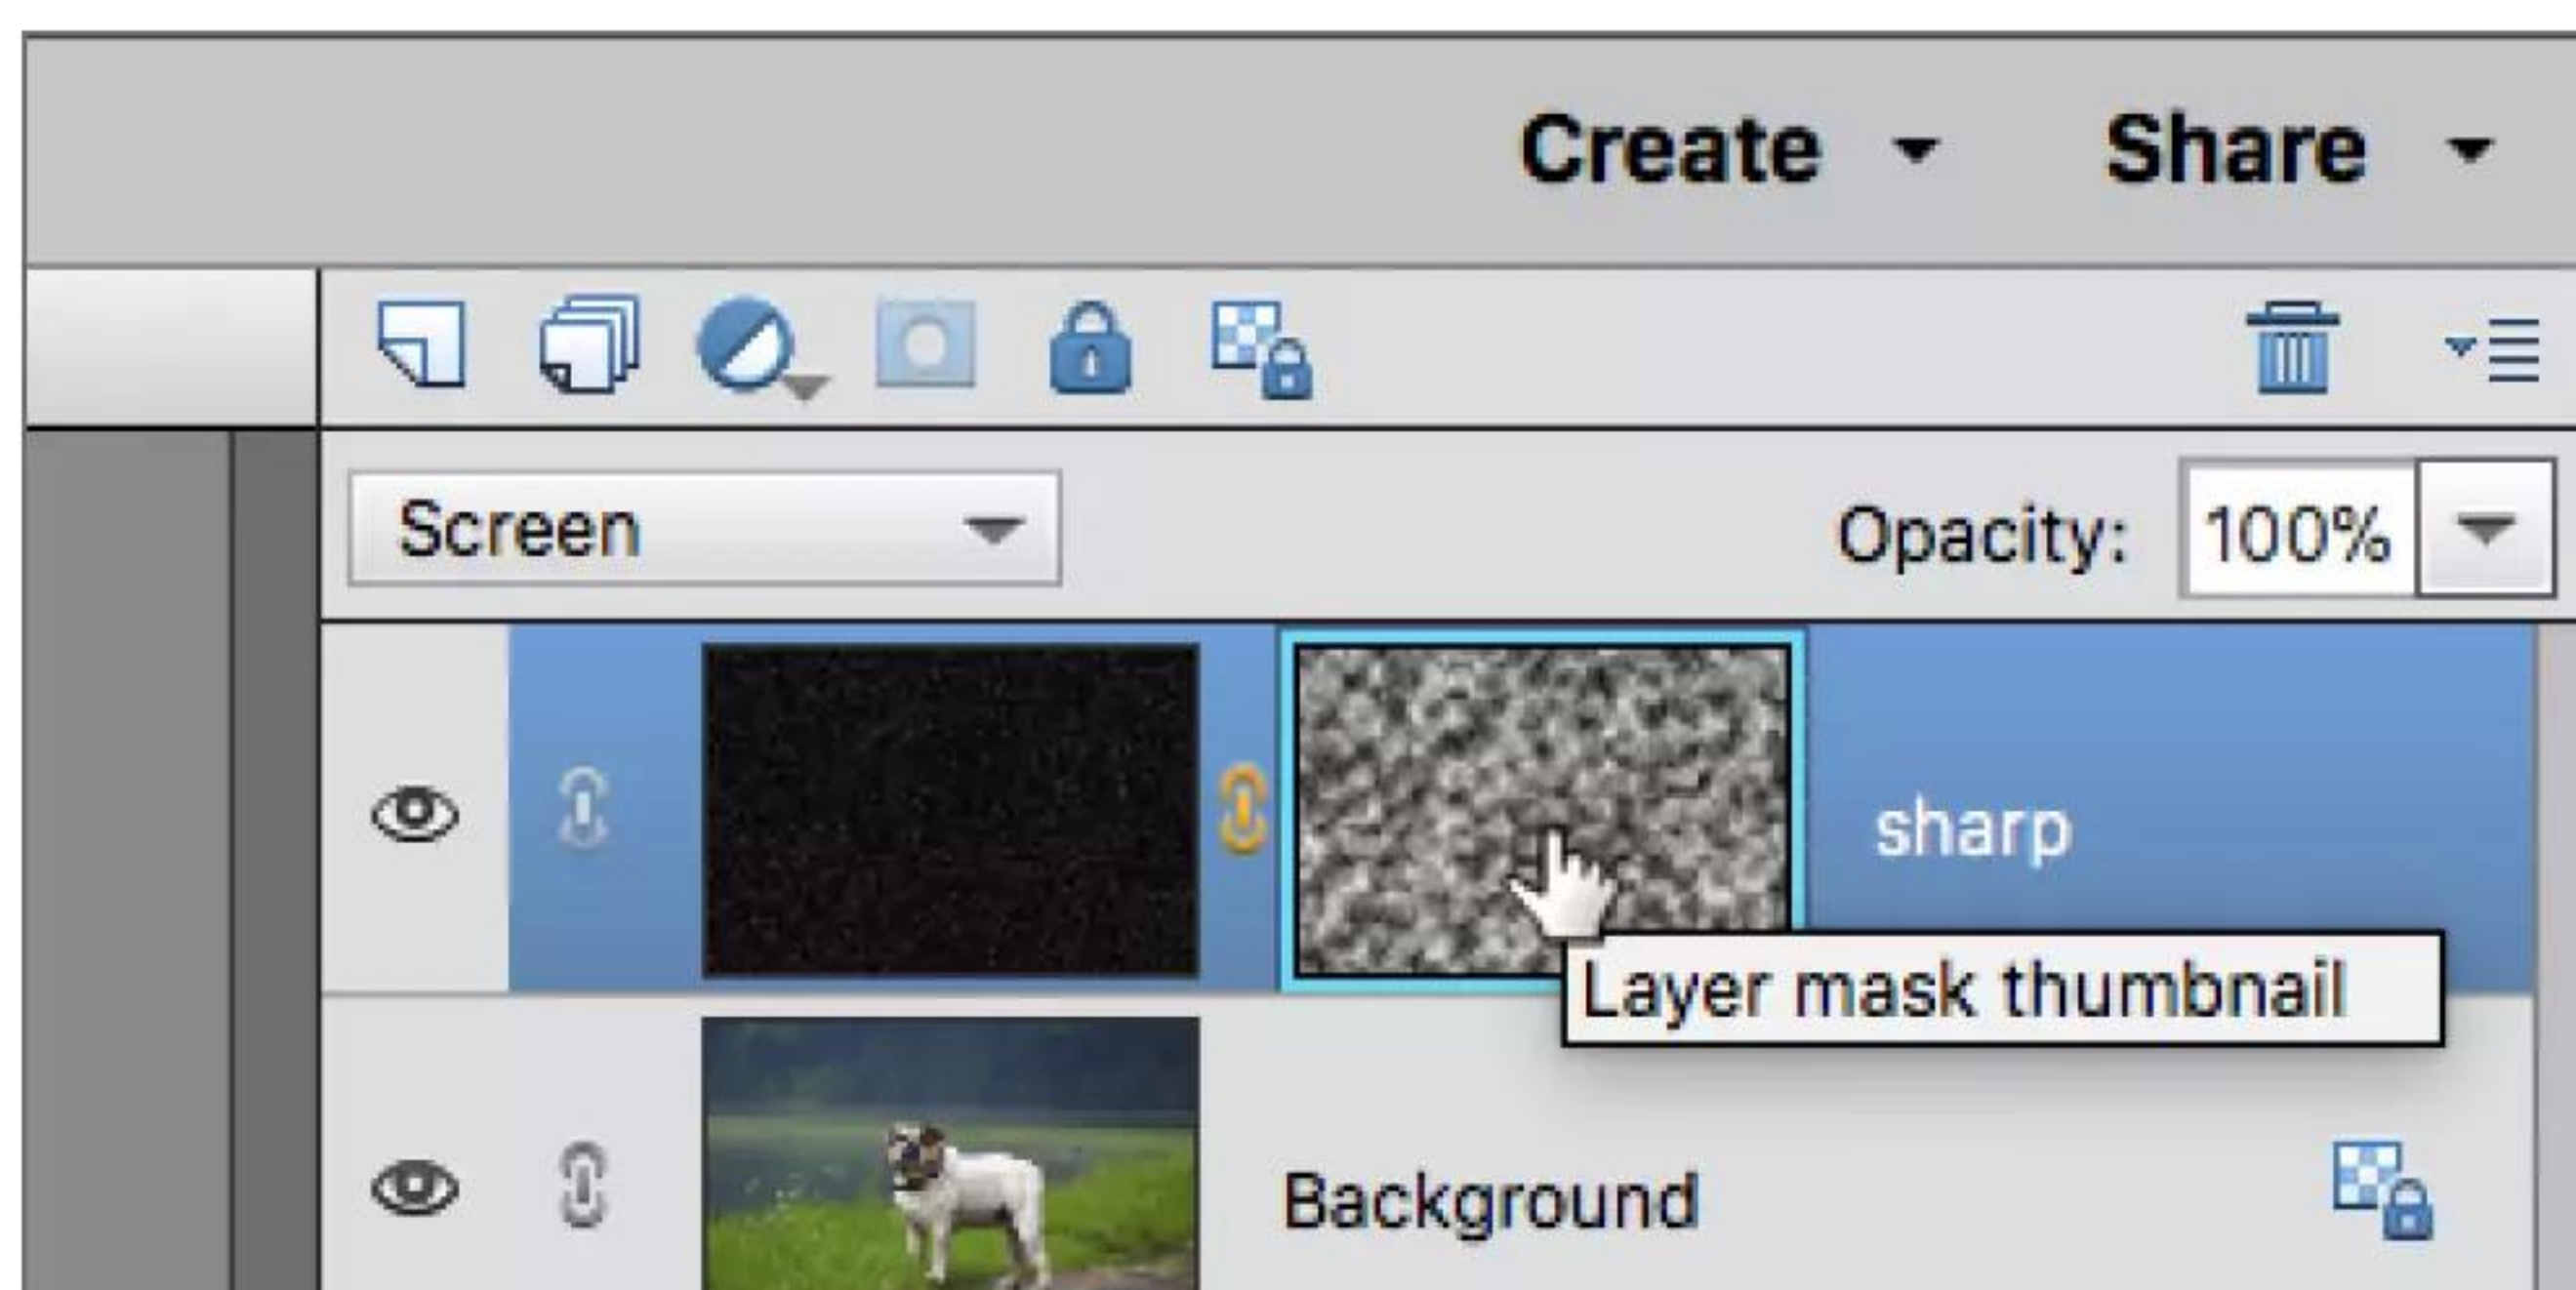 Create Share
Screen Opacity: 100%
sharp
Layer mask thumbnail
Background